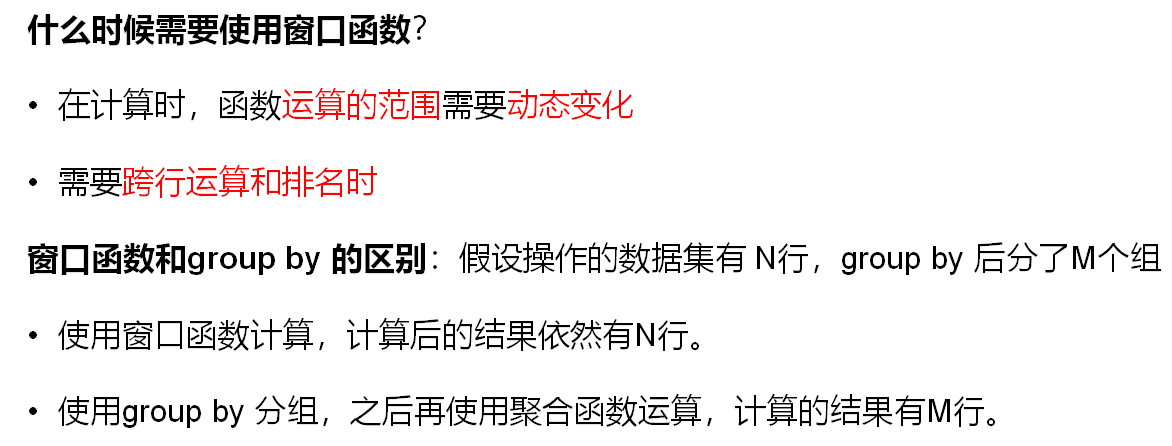 什么时候需要使用窗口函数?
• 在计算时，函数运算的范围需要动态变化
• 需要跨行运算和排名时
窗口函数和group by 的区别：假设操作的数据集有 N行，group by 后分了M个组
• 使用窗口函数计算，计算后的结果依然有N行。
• 使用group by 分组，之后再使用聚合函数运算，计算的结果有M行。